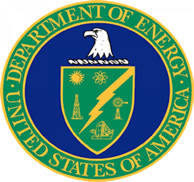 DEPARTMENT OF ENERGY
UNITED STATES OF AMERICA